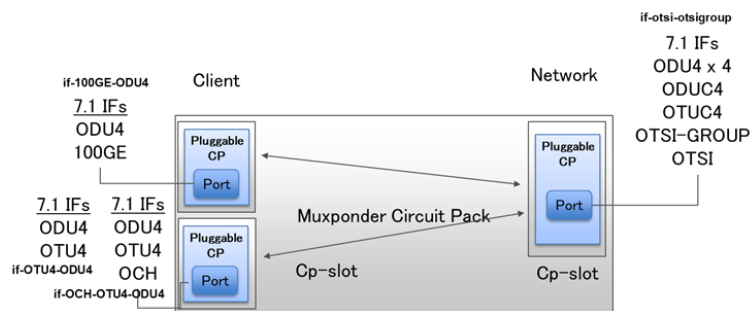 if-otsi-otsigroup
7.1 IFs
ODU4 x 4
ODUC4
OTUC4
OTSI-GROUP
OTSI
Network
Client
if-100GE-ODU4
7.1 IFs
ODU4
100GE
Pluggable
CP
Port
Pluggable
CP
Port
Muxponder Circuit Pack
7.1 IFs
ODU4
OTU4
if-OTU4-ODU4
7.1 IFs
ODU4
OTU4
OCH
if-OCH-OTU4-ODU4
Pluggable
CP
Port
Cp-slot
Cp-slot